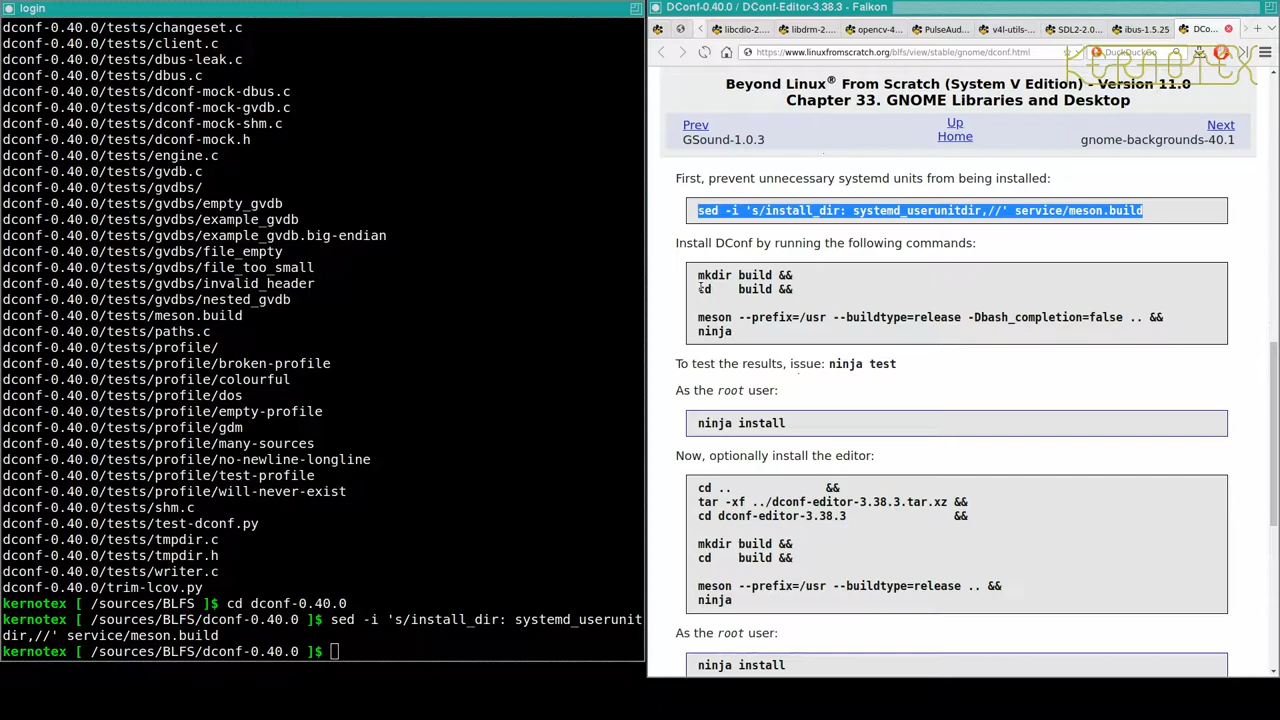 login
dconf-0.40.0/tests/changeset.c
dconf-0.40.0/tests/client.c
dconf-0.40.0/tests/dbus-leak.c
dconf-0.40.0/tests/dbus.c
dconf-0.40.0/tests/dconf-mock-dbus.c
dconf-0.40.0/tests/dconf-mock-gvdb.c
dconf-0.40.0/tests/dconf-mock-shm.c
dconf-0.40.0/tests/dconf-mock.h
dconf-0.40.0/tests/engine.c
dconf-0.40.0/tests/gvdb.c
dconf-0.40.0/tests/gvdbs/
dconf-0.40.0/tests/gvdbs/empty_gvdb
dconf-0.40.0/tests/gvdbs/example_gvdb
dconf-0.40.0/tests/gvdbs/example_gvdb.big-endian
dconf-0.40.0/tests/gvdbs/file_empty
dconf-0.40.0/tests/gvdbs/file_too_small
dconf-0.40.0/tests/gvdbs/invalid_header
dconf-0.40.0/tests/gvdbs/nested_gvdb
dconf-0.40.0/tests/meson.build
dconf-0.40.0/tests/paths.c
dconf-0.40.0/tests/profile/
dconf-0.40.0/tests/profile/broken-profile
dconf-0.40.0/tests/profile/colourful
dconf-0.40.0/tests/profile/dos
dconf-0.40.0/tests/profile/empty-profile
dconf-0.40.0/tests/profile/gdm
dconf-0.40.0/tests/profile/many-sources
dconf-0.40.0/tests/profile/no-newline-longline
dconf-0.40.0/tests/profile/test-profile
dconf-0.40.0/tests/profile/will-never-exist
dconf-0.40.0/tests/shm.c
dconf-0.40.0/tests/test-dconf.py
dconf-0.40.0/tests/tmpdir.c
dconf-0.40.0/tests/tmpdir.h
dconf-0.40.0/tests/writer.c
dconf-0.40.0/trim-lcov.py
kernotex [ /sources/BLFS ]$ cd dconf-0.40.0
kernotex [ /sources/BLFS/dconf-0.40.0 ]$ sed -i 's/install_dir: systemd_userunit
dir,//' service/meson.build
kernotex [ /sources/BLFS/dconf-0.40.0 ]$
DConf-0.40.0 / DConf-Editor-3.38.3 - Falkon
libcdio-2.... libdrm-2.... opencv-4.... PulseAud... v4l-utils-... SDL2-2.0.... ibus-1.5.25 DCo...
https://www.linuxfromscratch.org/blfs/view/stable/gnome/dconf.html DuckDuckGo
KERNOTEX
Beyond Linux® From Scratch (System V Edition) - Version 11.0
Chapter 33. GNOME Libraries and Desktop
Prev Up Next
GSound-1.0.3 Home gnome-backgrounds-40.1
First, prevent unnecessary systemd units from being installed:
sed -i 's/install_dir: systemd_userunitdir,//' service/meson.build
Install DConf by running the following commands:
mkdir build &&
cd    build &&
meson --prefix=/usr --buildtype=release -Dbash_completion=false .. &&
ninja
To test the results, issue: ninja test
As the root user:
ninja install
Now, optionally install the editor:
cd ..              &&
tar -xf ../dconf-editor-3.38.3.tar.xz &&
cd dconf-editor-3.38.3                &&
mkdir build &&
cd    build &&
meson --prefix=/usr --buildtype=release .. &&
ninja
As the root user:
ninja install